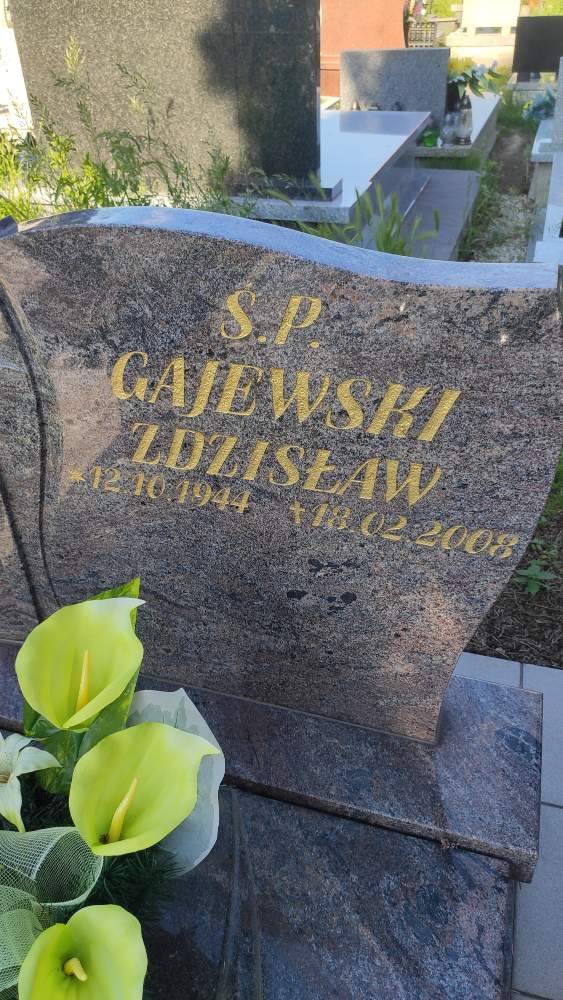 Ś.P.
GAJEWSKI
ZDZISŁAW
*12.10.1944 †18.02.2008